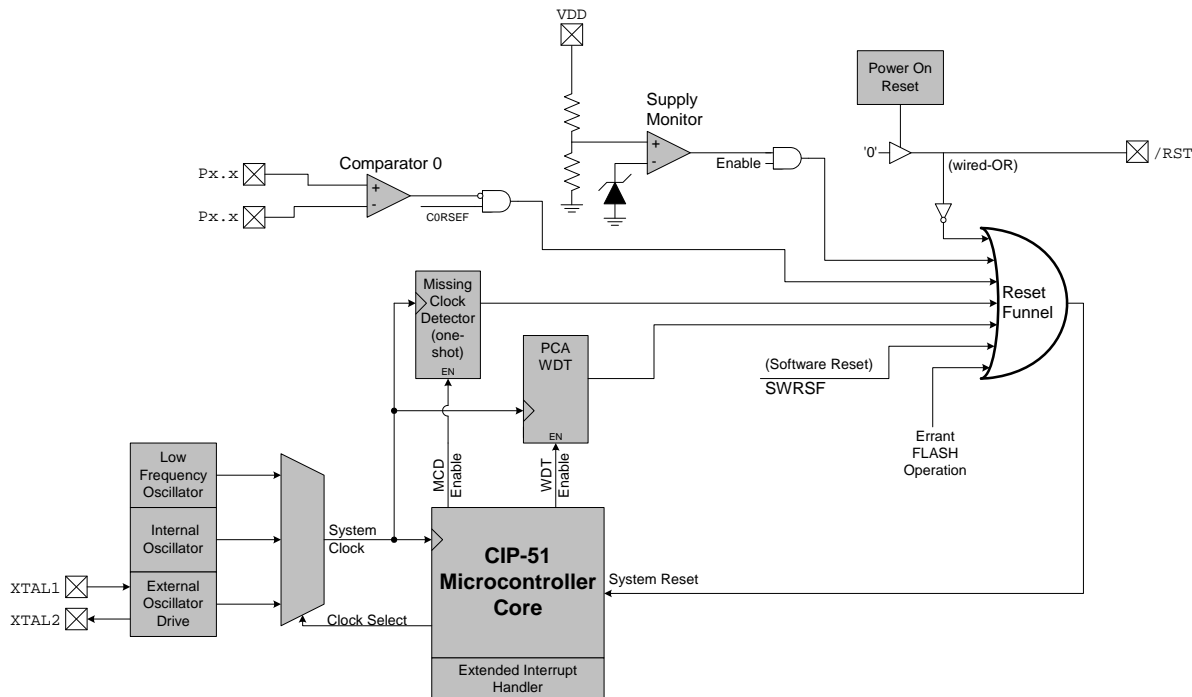 VDD
Power On
Reset
Supply
Monitor
+
-
Enable
'0'
(wired-OR)
/RST
Comparator 0
Px.x
Px.x
+
-
C0RSEF
Missing
Clock
Detector
(one-
shot)
EN
PCA
WDT
EN
Reset
Funnel
(Software Reset)
SWRSF
Errant
FLASH
Operation
MCD
Enable
WDT
Enable
Low
Frequency
Oscillator
Internal
Oscillator
External
Oscillator
Drive
XTAL1
XTAL2
System
Clock
Clock Select
CIP-51
Microcontroller
Core
System Reset
Extended Interrupt
Handler